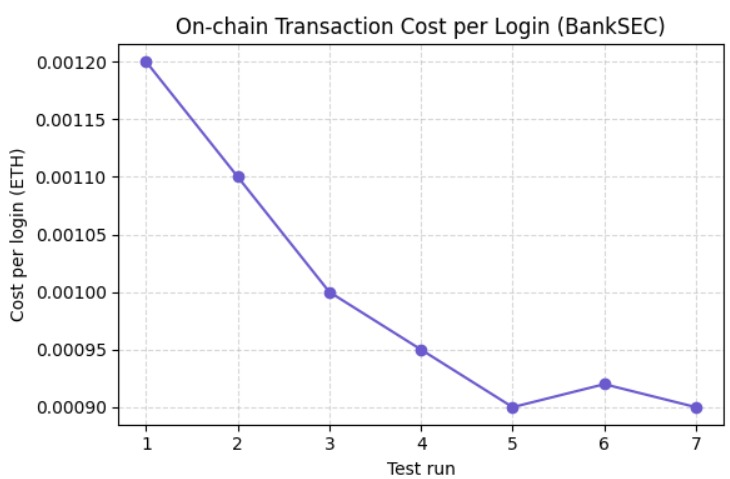 On-chain Transaction Cost per Login (BankSEC)
0.00120
0.00115
0.00110
0.00105
0.00100
0.00095
0.00090
Cost per login (ETH)
1 2 3 4 5 6 7
Test run